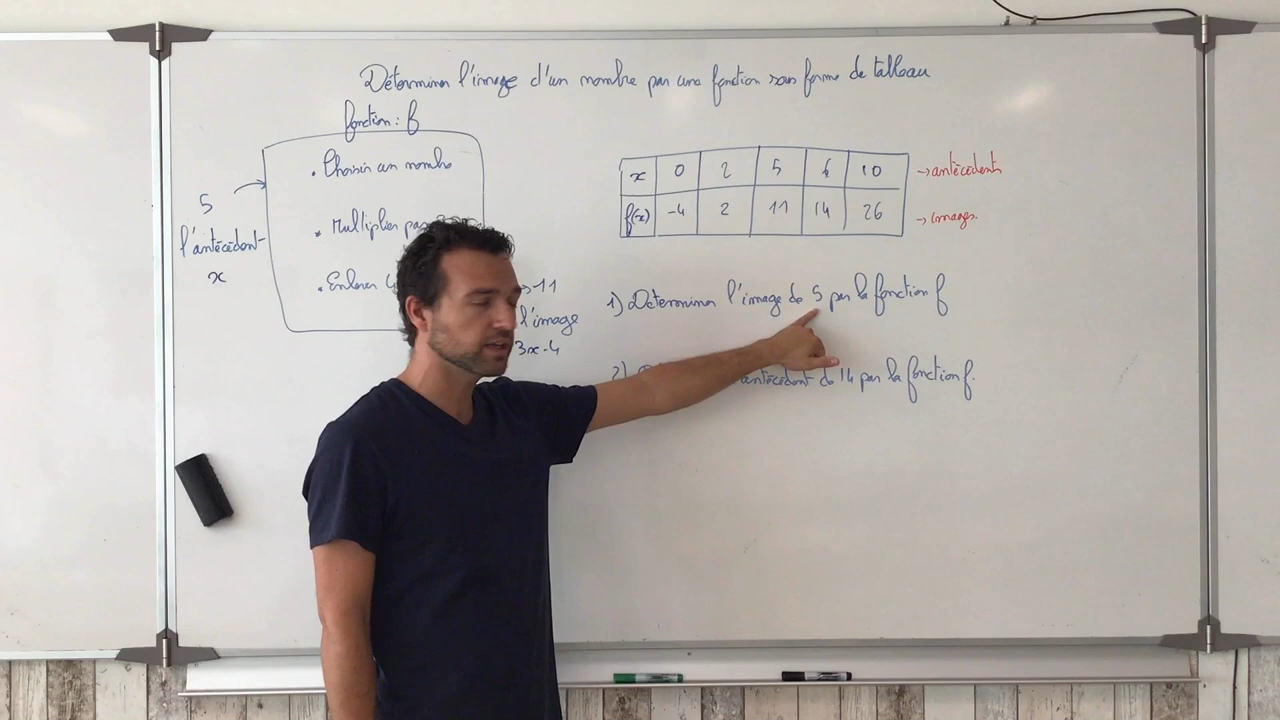 Déterminer l'image d'un nombre par une fonction sous forme de tableau
fonction : f
. Choisir un nombre
5
l'antécédent
x
. Multiplier par
. Enlever 4
→ 11
l'image
3x-4
x 0 2 5 6 10 → antécédents
f(x) -4 2 11 14 26 → images.
1) Déterminer l'image de 5 par la fonction f
2) antécédent de 14 par la fonction f.